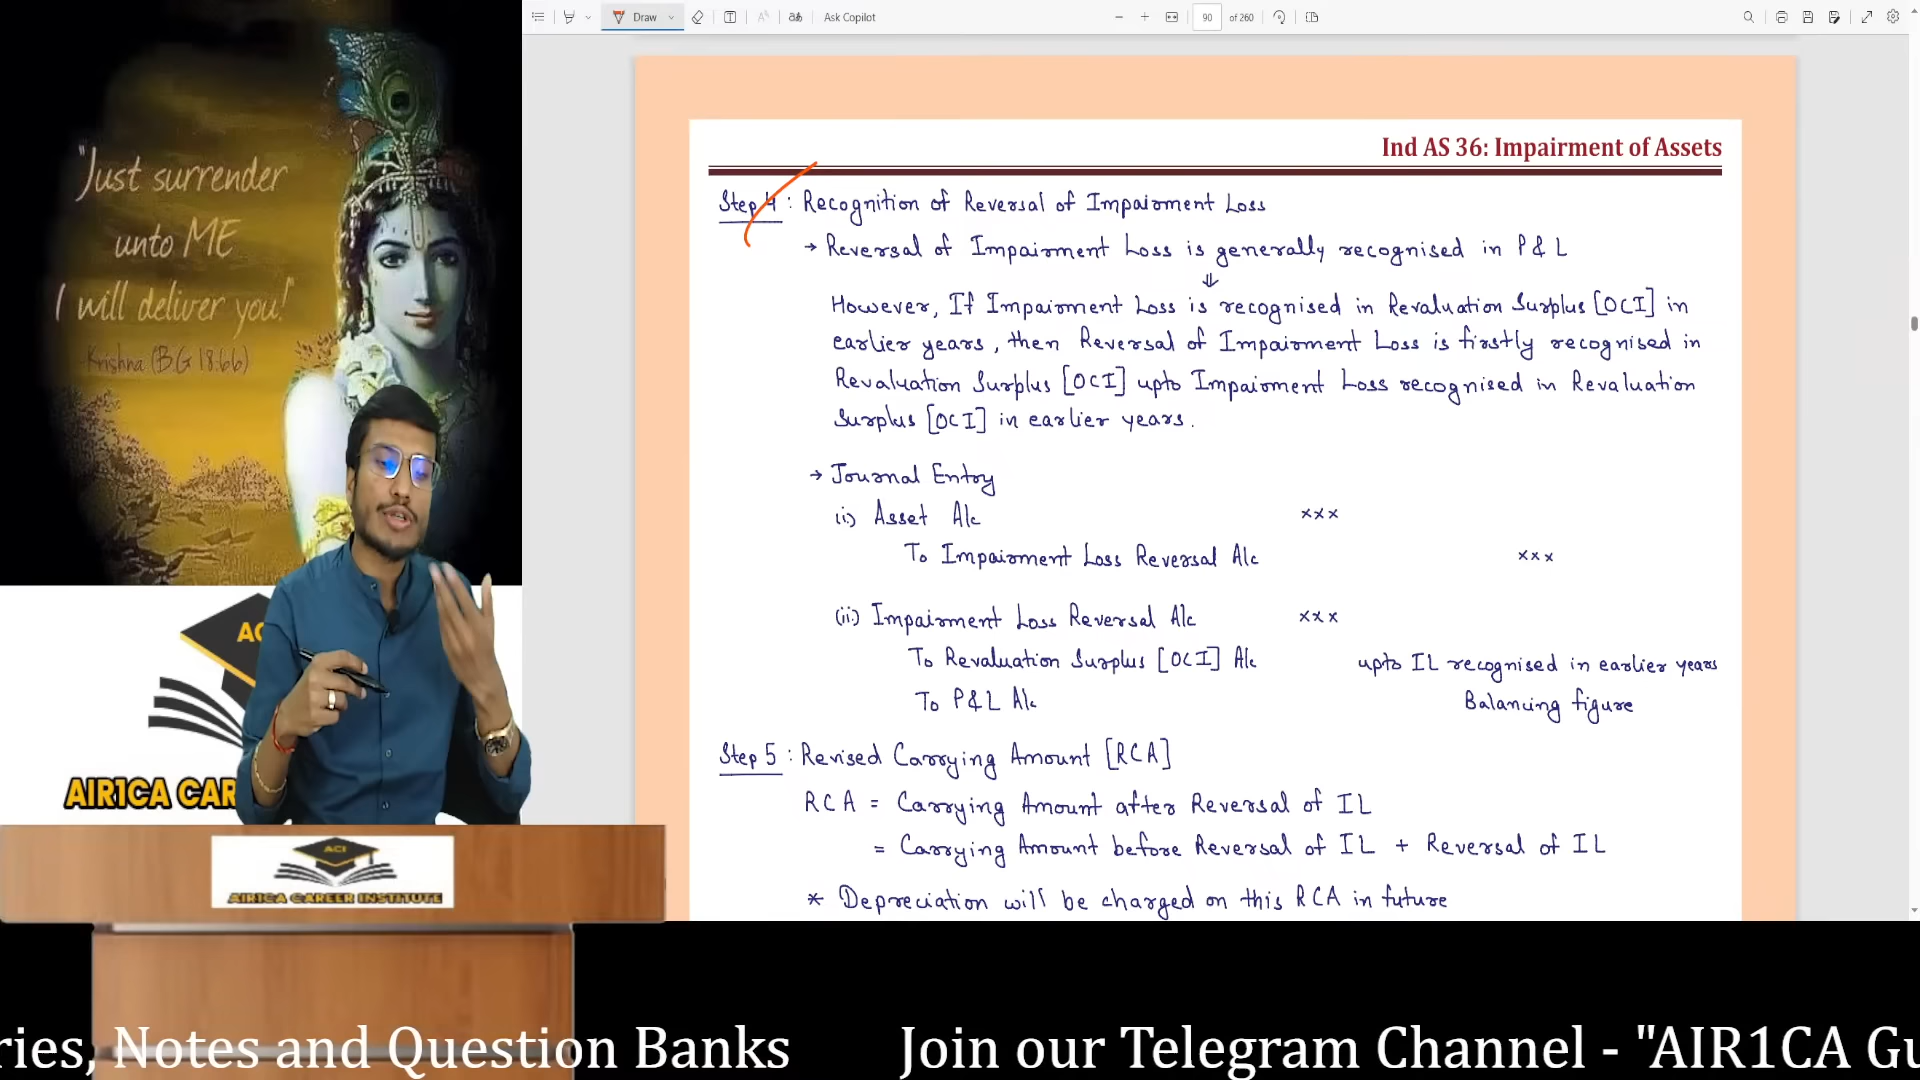 Draw
Ask Copilot
90 of 260
"Just surrender
unto ME
I will deliver you!"
Krishna (B.G 18:66)
Ind AS 36: Impairment of Assets
Step 4 : Recognition of Reversal of Impairment Loss
→ Reversal of Impairment Loss is generally recognised in P & L
⇓
However, If Impairment Loss is recognised in Revaluation Surplus [OCI] in
earlier years, then Reversal of Impairment Loss is firstly recognised in
Revaluation Surplus [OCI] upto Impairment Loss recognised in Revaluation
Surplus [OCI] in earlier years.
→ Journal Entry
(i) Asset A/c xxx
To Impairment Loss Reversal A/c xxx
(ii) Impairment Loss Reversal A/c xxx
To Revaluation Surplus [OCI] A/c upto IL recognised in earlier years
To P & L A/c Balancing figure
Step 5 : Revised Carrying Amount [RCA]
RCA = Carrying Amount after Reversal of IL
= Carrying Amount before Reversal of IL + Reversal of IL
* Depreciation will be charged on this RCA in future
AC
AIR1CA CAR
ACI
AIR1CA CAREER INSTITUTE
ries, Notes and Question Banks Join our Telegram Channel - "AIR1CA Gu